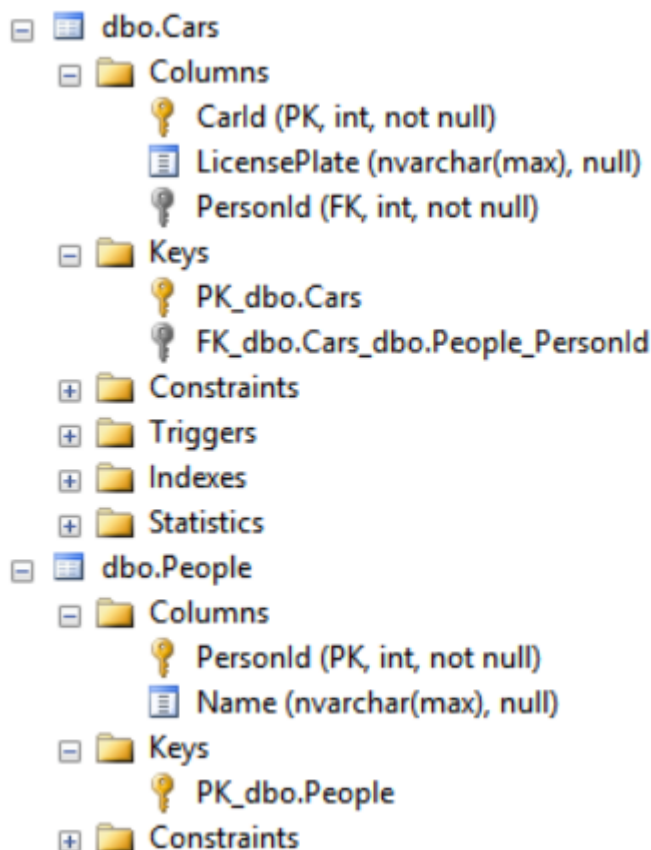 dbo.Cars
Columns
CarId (PK, int, not null)
LicensePlate (nvarchar(max), null)
PersonId (FK, int, not null)
Keys
PK_dbo.Cars
FK_dbo.Cars_dbo.People_PersonId
Constraints
Triggers
Indexes
Statistics
dbo.People
Columns
PersonId (PK, int, not null)
Name (nvarchar(max), null)
Keys
PK_dbo.People
Constraints